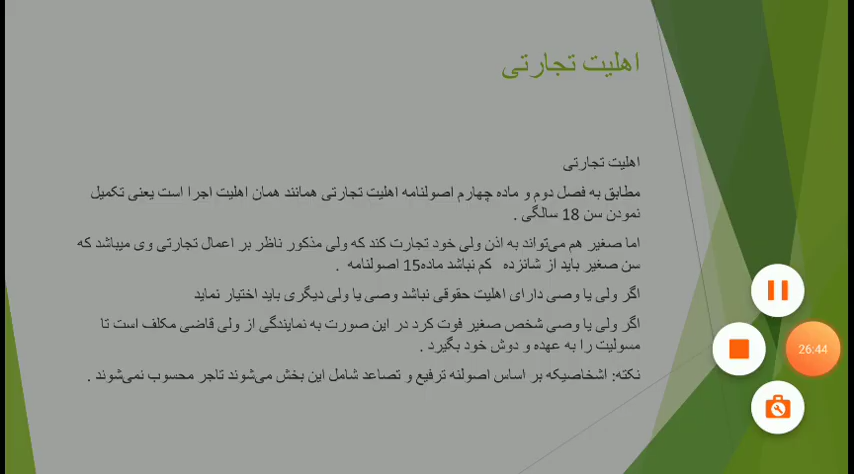 اهلیت تجارتی
اهلیت تجارتی
مطابق به فصل دوم و ماده چهارم اصولنامه اهلیت تجارتی همانند همان اهلیت اجرا است یعنی تکمیل
نمودن سن 18 سالگی .
اما صغیر هم می‌تواند به اذن ولی خود تجارت کند که ولی مذکور ناظر بر اعمال تجارتی وی میباشد که
سن صغیر باید از شانزده کم نباشد ماده15 اصولنامه .
اگر ولی یا وصی دارای اهلیت حقوقی نباشد وصی یا ولی دیگری باید اختیار نماید
اگر ولی یا وصی شخص صغیر فوت کرد در این صورت به نمایندگی از ولی قاضی مکلف است تا
مسولیت را به عهده و دوش خود بگیرد .
نکته: اشخاصیکه بر اساس اصولنه ترفیع و تصاعد شامل این بخش می‌شوند تاجر محسوب نمی‌شوند .
26:44